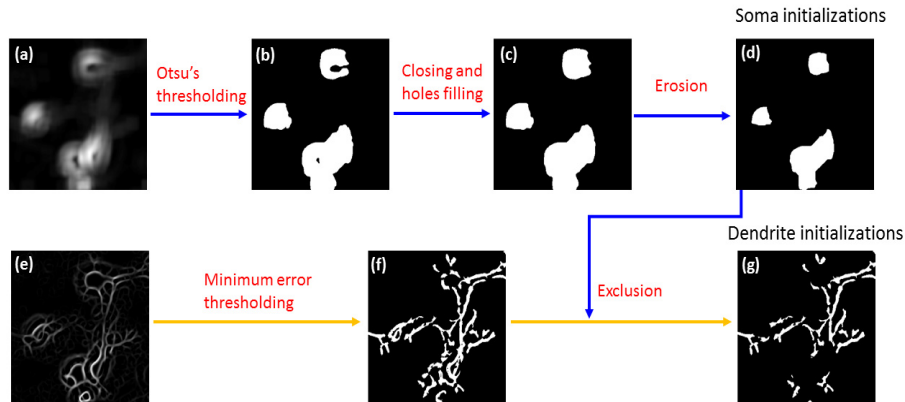 Soma initializations
(a)
Otsu's
thresholding
(b)
Closing and
holes filling
(c)
Erosion
(d)
Dendrite initializations
(e)
Minimum error
thresholding
(f)
Exclusion
(g)